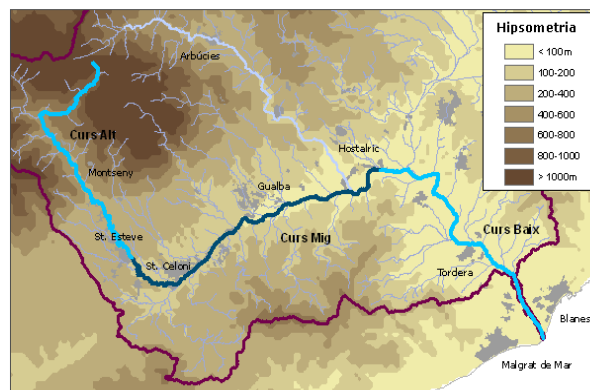 Hipsometria
< 100m
100-200
200-400
400-600
600-800
800-1000
> 1000m
Arbúcies
Curs Alt
Hostalric
Montseny
Gualba
St. Esteve
Curs Mig
Curs Baix
St. Celoni
Tordera
Blanes
Malgrat de Mar